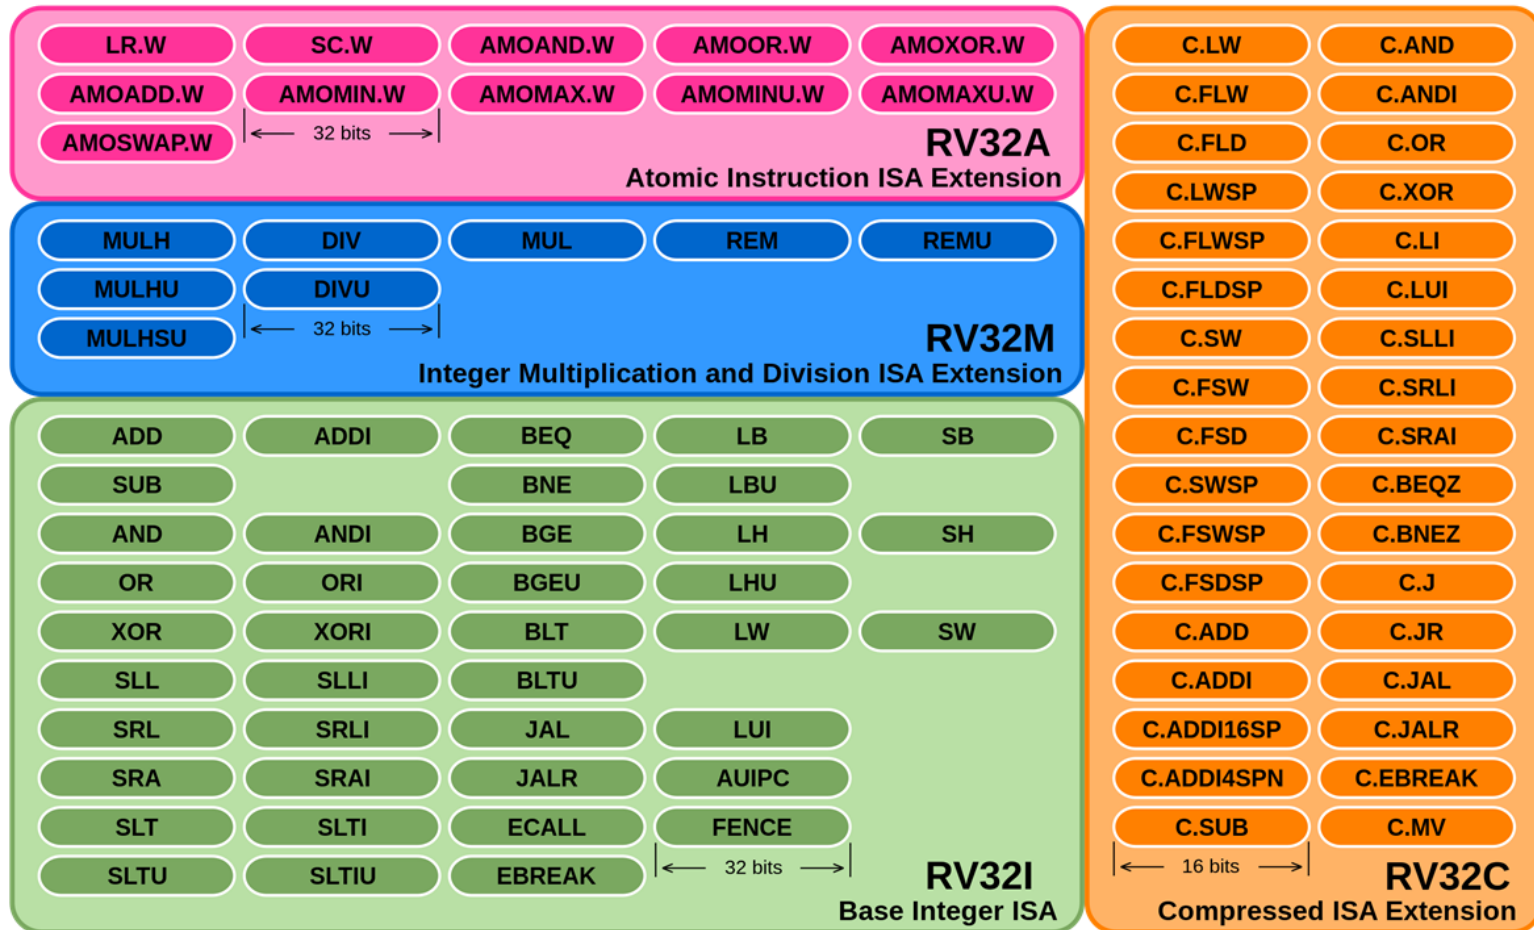 LR.W SC.W AMOAND.W AMOOR.W AMOXOR.W
AMOADD.W AMOMIN.W AMOMAX.W AMOMINU.W AMOMAXU.W
AMOSWAP.W 32 bits
RV32A
Atomic Instruction ISA Extension
MULH DIV MUL REM REMU
MULHU DIVU
MULHSU 32 bits
RV32M
Integer Multiplication and Division ISA Extension
ADD ADDI BEQ LB SB
SUB BNE LBU
AND ANDI BGE LH SH
OR ORI BGEU LHU
XOR XORI BLT LW SW
SLL SLLI BLTU
SRL SRLI JAL LUI
SRA SRAI JALR AUIPC
SLT SLTI ECALL FENCE
SLTU SLTIU EBREAK 32 bits
RV32I
Base Integer ISA
C.LW C.AND
C.FLW C.ANDI
C.FLD C.OR
C.LWSP C.XOR
C.FLWSP C.LI
C.FLDSP C.LUI
C.SW C.SLLI
C.FSW C.SRLI
C.FSD C.SRAI
C.SWSP C.BEQZ
C.FSWSP C.BNEZ
C.FSDSP C.J
C.ADD C.JR
C.ADDI C.JAL
C.ADDI16SP C.JALR
C.ADDI4SPN C.EBREAK
C.SUB C.MV
16 bits
RV32C
Compressed ISA Extension